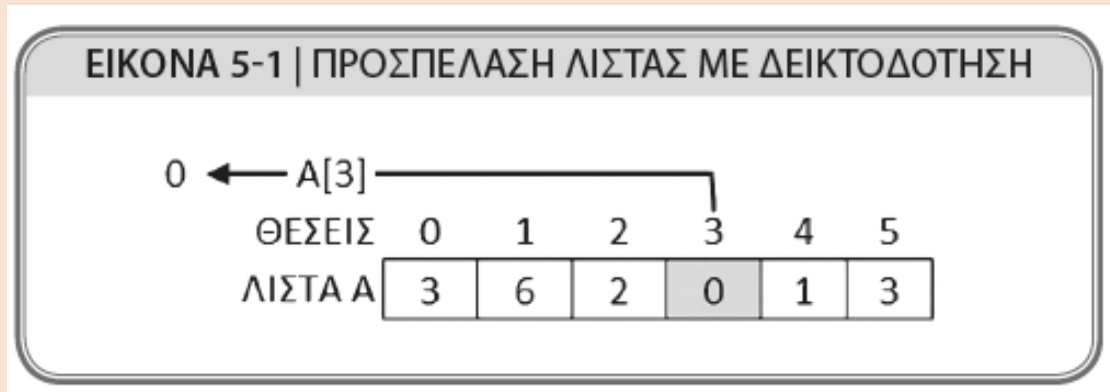 ΕΙΚΟΝΑ 5-1 | ΠΡΟΣΠΕΛΑΣΗ ΛΙΣΤΑΣ ΜΕ ΔΕΙΚΤΟΔΟΤΗΣΗ
0 A[3]
ΘΕΣΕΙΣ 0 1 2 3 4 5
ΛΙΣΤΑ Α 3 6 2 0 1 3